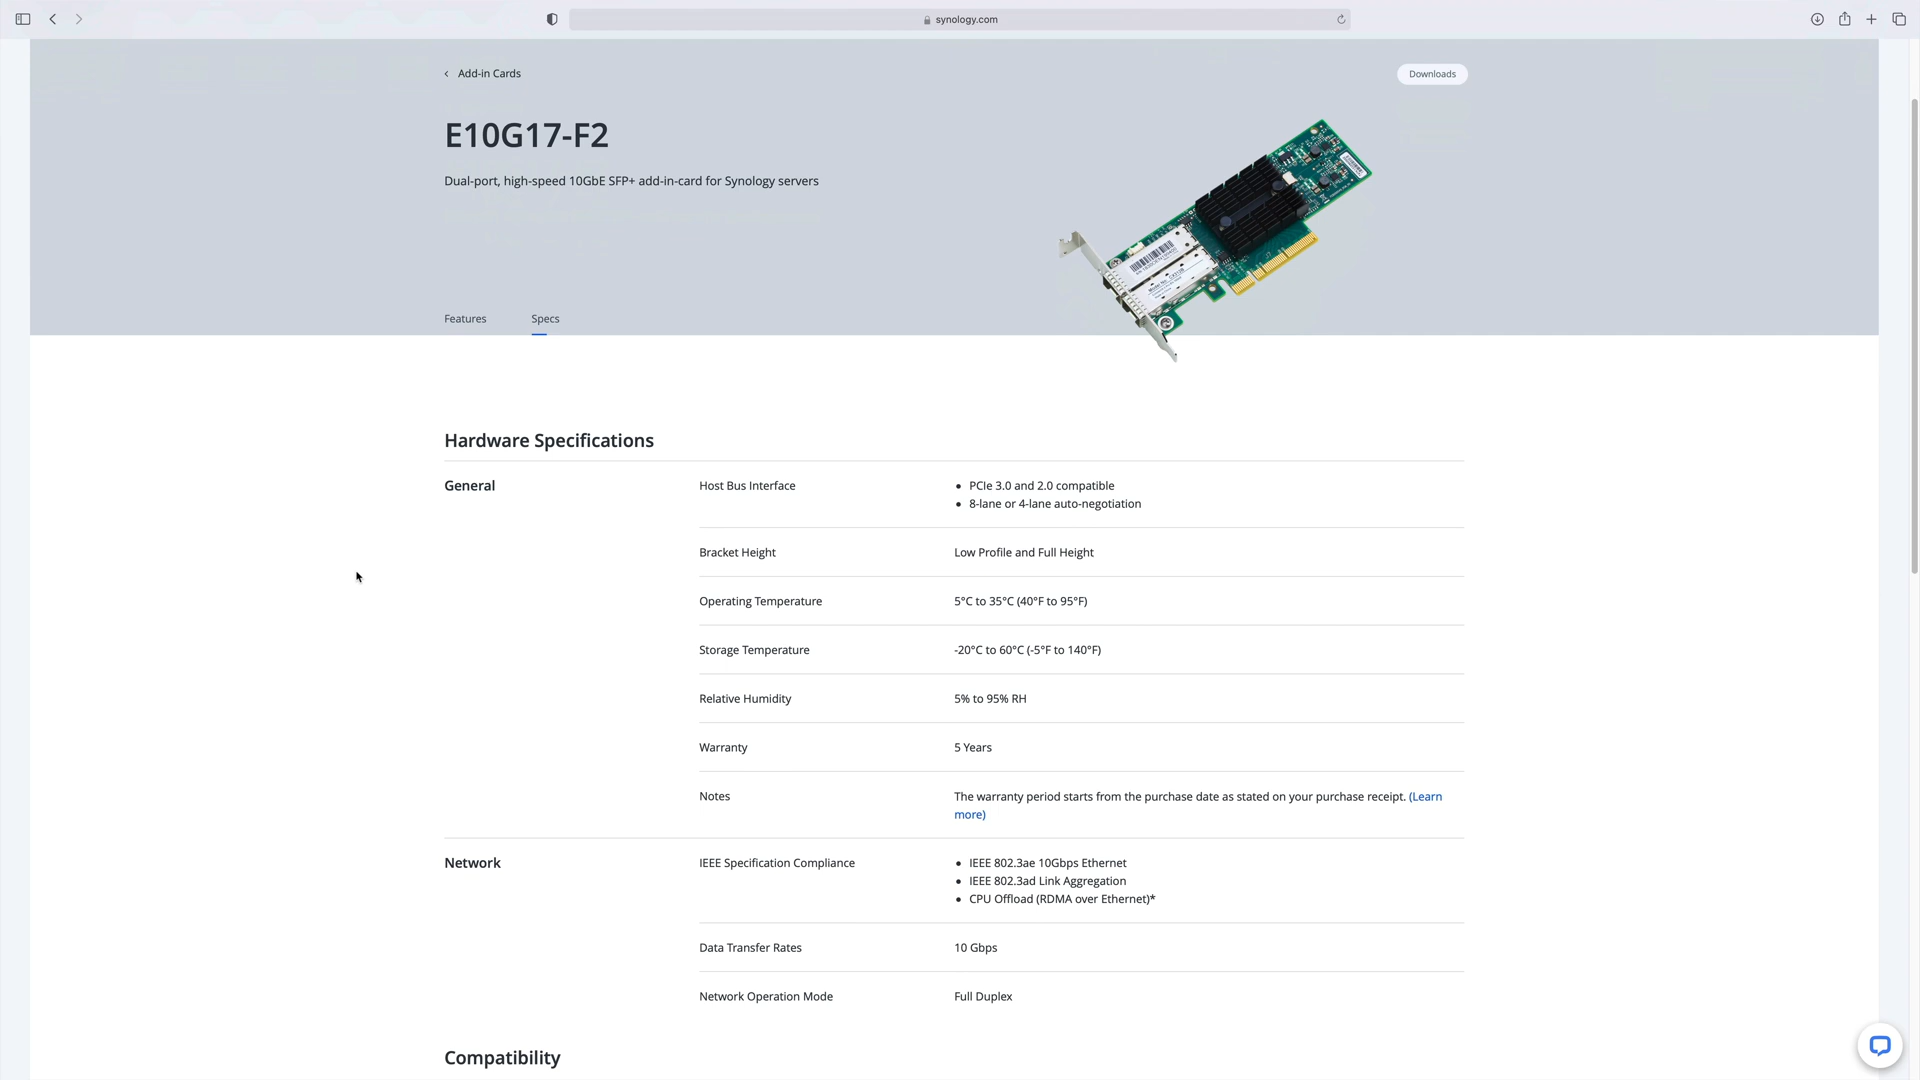 synology.com
Add-in Cards
Downloads
E10G17-F2
Dual-port, high-speed 10GbE SFP+ add-in-card for Synology servers
Features
Specs
Hardware Specifications
General
Host Bus Interface
• PCIe 3.0 and 2.0 compatible
• 8-lane or 4-lane auto-negotiation
Bracket Height
Low Profile and Full Height
Operating Temperature
5°C to 35°C (40°F to 95°F)
Storage Temperature
-20°C to 60°C (-5°F to 140°F)
Relative Humidity
5% to 95% RH
Warranty
5 Years
Notes
The warranty period starts from the purchase date as stated on your purchase receipt. (Learn
more)
Network
IEEE Specification Compliance
• IEEE 802.3ae 10Gbps Ethernet
• IEEE 802.3ad Link Aggregation
• CPU Offload (RDMA over Ethernet)*
Data Transfer Rates
10 Gbps
Network Operation Mode
Full Duplex
Compatibility